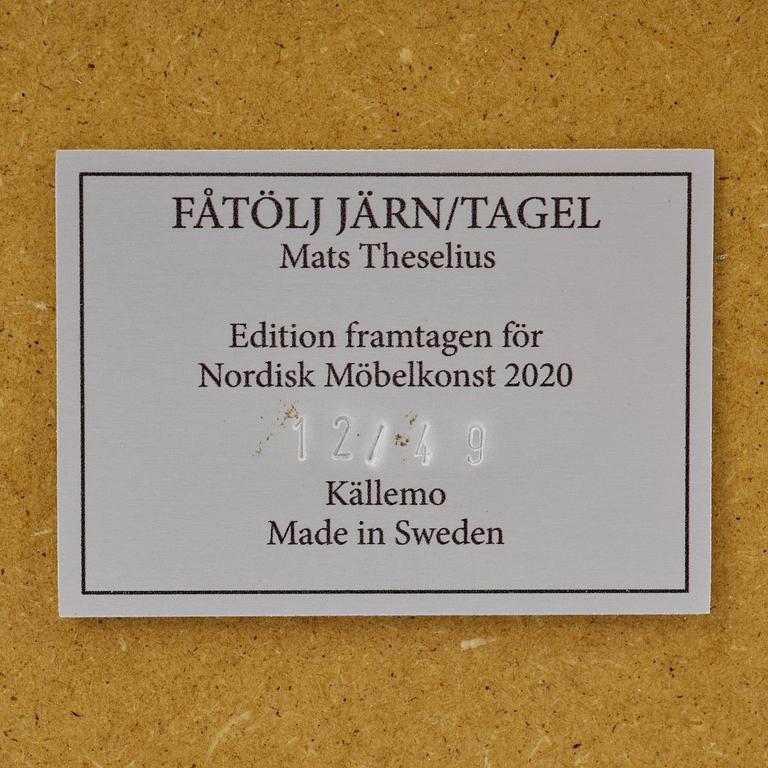 FÅTÖLJ JÄRN/TAGEL
Mats Theselius
Edition framtagen för
Nordisk Möbelkonst 2020
12/49
Källemo
Made in Sweden